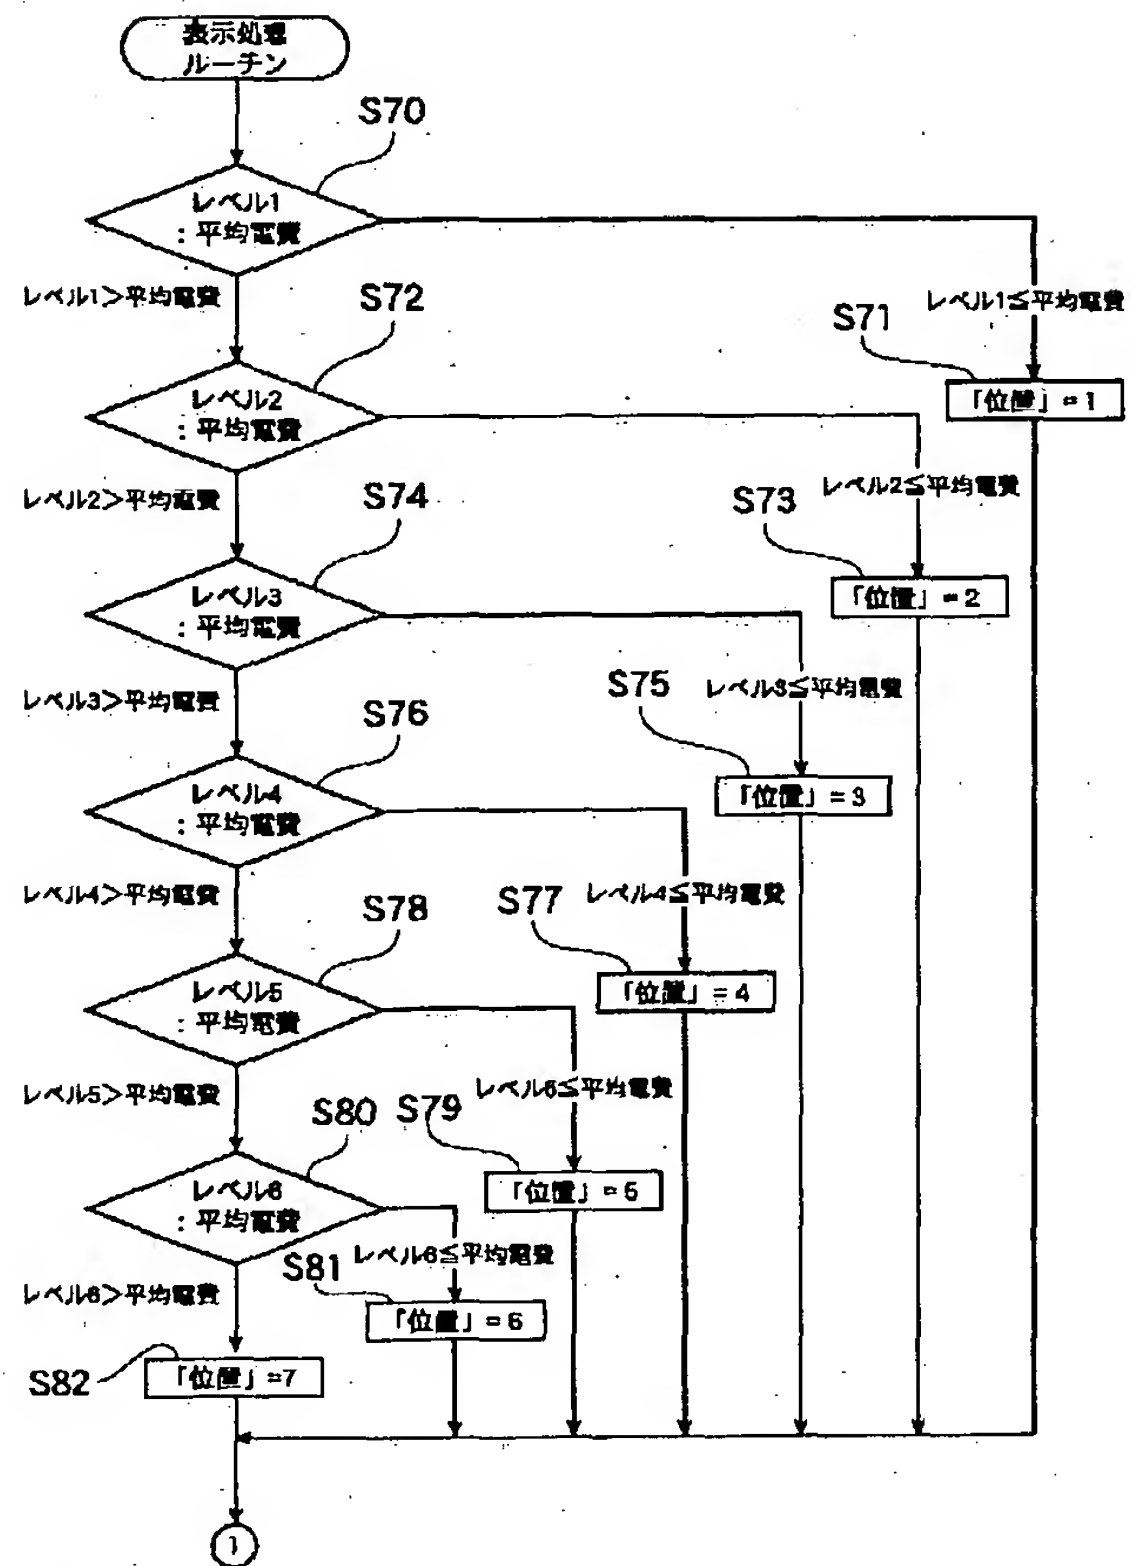 表示処理
ルーチン
S70
レベル1
：平均電費
レベル1＞平均電費
レベル1≦平均電費
S71
「位置」=1
S72
レベル2
：平均電費
レベル2＞平均電費
レベル2≦平均電費
S73
「位置」=2
S74
レベル3
：平均電費
レベル3＞平均電費
レベル3≦平均電費
S75
「位置」=3
S76
レベル4
：平均電費
レベル4＞平均電費
レベル4≦平均電費
S77
「位置」=4
S78
レベル5
：平均電費
レベル5＞平均電費
レベル5≦平均電費
S79
「位置」=5
S80
レベル6
：平均電費
レベル6＞平均電費
レベル6≦平均電費
S81
「位置」=6
S82
「位置」=7
1